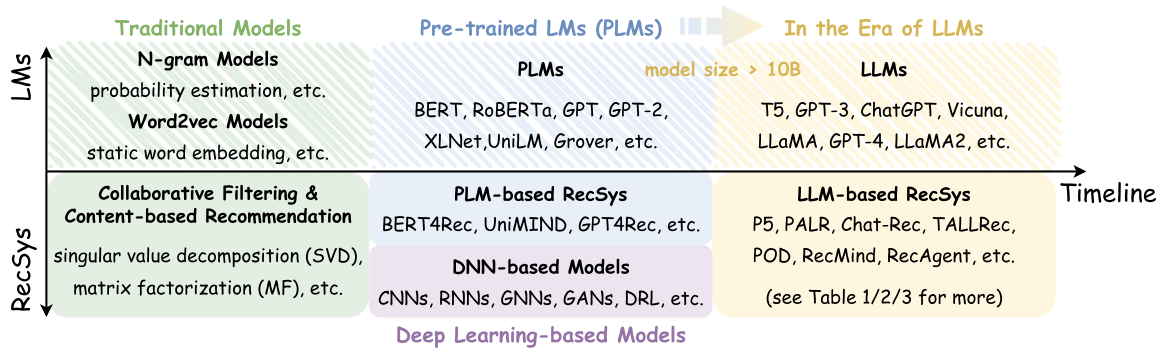 Traditional Models
Pre-trained LMs (PLMs)
In the Era of LLMs
LMs
N-gram Models
probability estimation, etc.
Word2vec Models
static word embedding, etc.
PLMs
BERT, RoBERTa, GPT, GPT-2,
XLNet,UniLM, Grover, etc.
model size > 10B
LLMs
T5, GPT-3, ChatGPT, Vicuna,
LLaMA, GPT-4, LLaMA2, etc.
Timeline
RecSys
Collaborative Filtering &
Content-based Recommendation
singular value decomposition (SVD),
matrix factorization (MF), etc.
PLM-based RecSys
BERT4Rec, UniMIND, GPT4Rec, etc.
DNN-based Models
CNNs, RNNs, GNNs, GANs, DRL, etc.
Deep Learning-based Models
LLM-based RecSys
P5, PALR, Chat-Rec, TALLRec,
POD, RecMind, RecAgent, etc.
(see Table 1/2/3 for more)